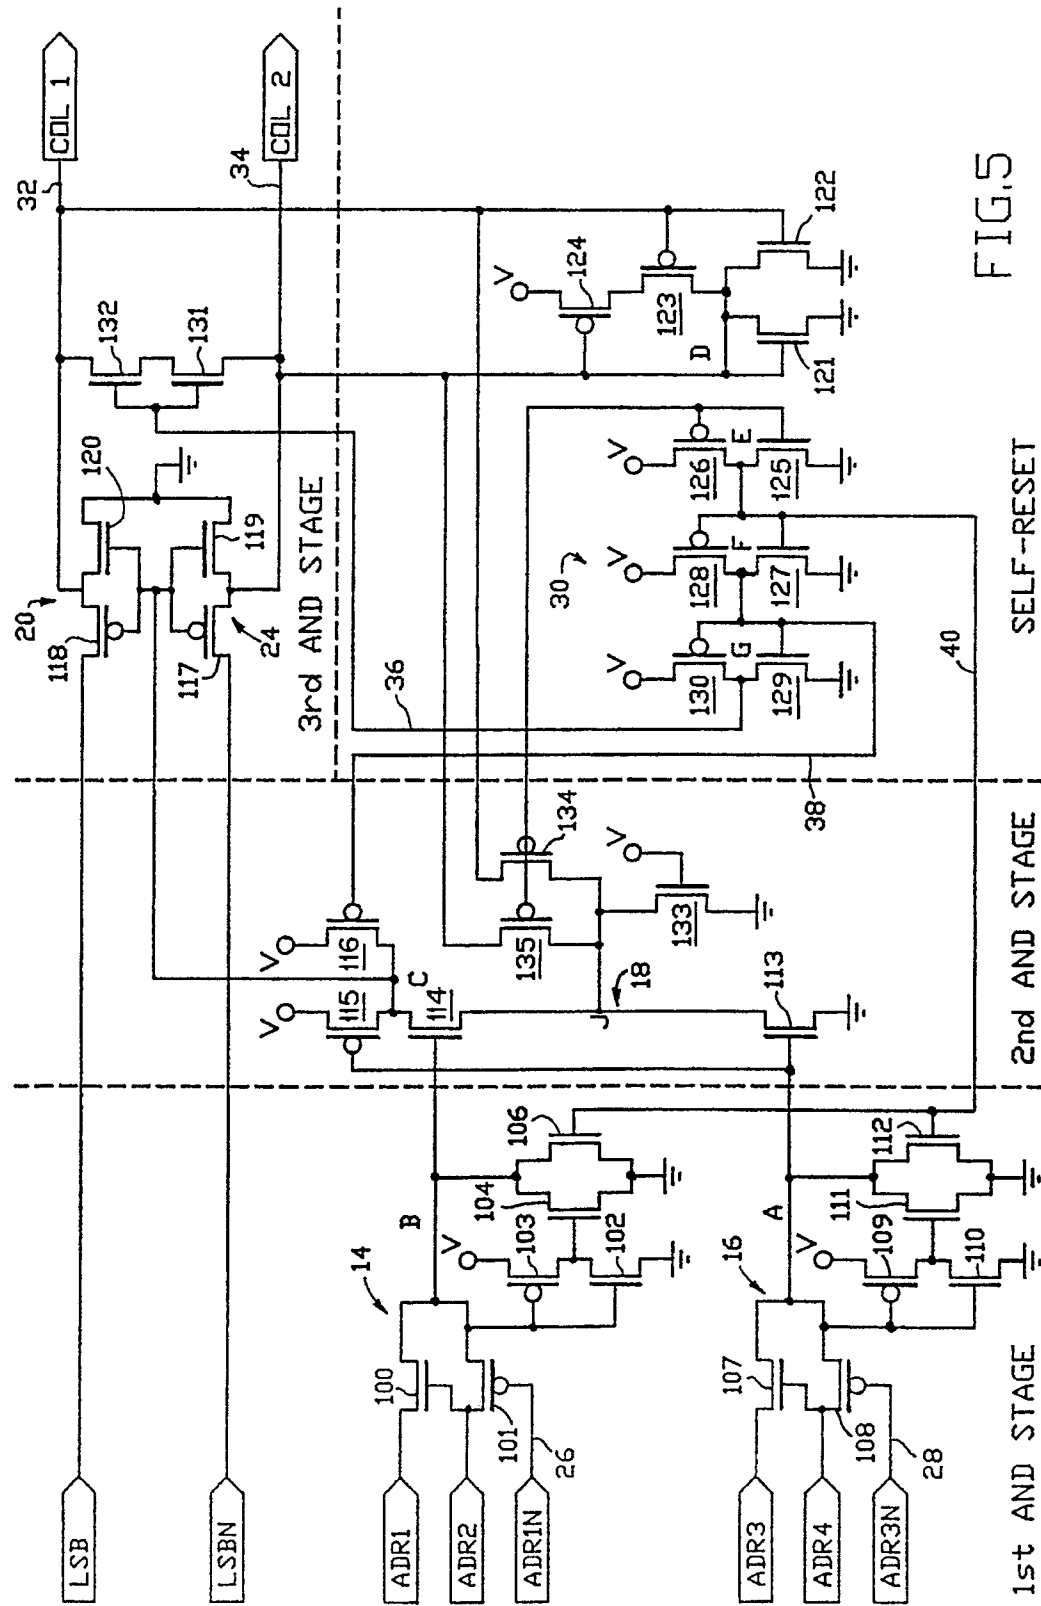 COL 1
32
COL 2
34
132
131
120
119
20
118
117
24
3rd AND STAGE
36
LSB
LSBN
V
124
123
D
121
122
FIG.5
SELF-RESET
V
126
E
125
V
128
F
127
30
V
130
G
129
40
38
V
116
V
115
C
114
135
134
V
133
18
J
113
2nd AND STAGE
B
106
104
V
103
102
14
100
101
26
ADR1
ADR2
ADR1N
A
112
111
V
109
110
16
107
108
28
ADR3
ADR4
ADR3N
1st AND STAGE